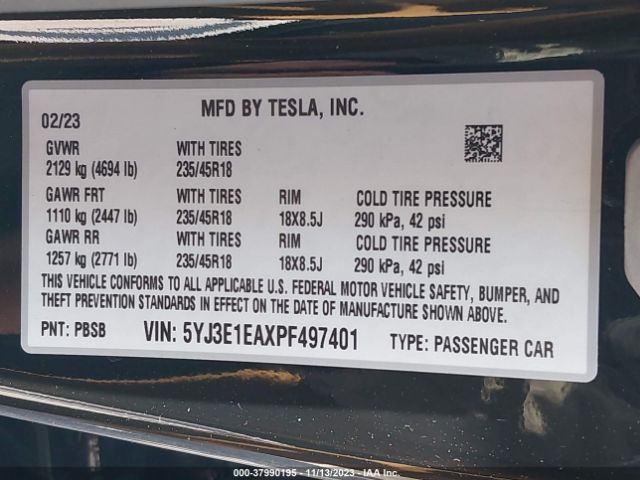 MFD BY TESLA, INC.
02/23
GVWR WITH TIRES
2129 kg (4694 lb) 235/45R18
GAWR FRT WITH TIRES RIM COLD TIRE PRESSURE
1110 kg (2447 lb) 235/45R18 18X8.5J 290 kPa, 42 psi
GAWR RR WITH TIRES RIM COLD TIRE PRESSURE
1257 kg (2771 lb) 235/45R18 18X8.5J 290 kPa, 42 psi
THIS VEHICLE CONFORMS TO ALL APPLICABLE U.S. FEDERAL MOTOR VEHICLE SAFETY, BUMPER, AND
THEFT PREVENTION STANDARDS IN EFFECT ON THE DATE OF MANUFACTURE SHOWN ABOVE.
PNT: PBSB VIN: 5YJ3E1EAXPF497401 TYPE: PASSENGER CAR
000-37990195 - 11/13/2023 - IAA Inc.